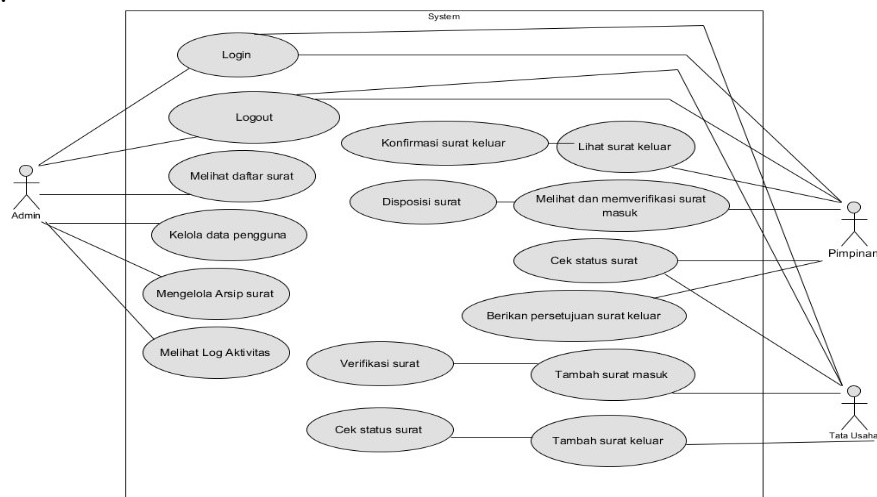 System
Login
Logout
Konfirmasi surat keluar
Lihat surat keluar
Melihat daftar surat
Admin
Disposisi surat
Melihat dan memverifikasi surat
masuk
Kelola data pengguna
Pimpinan
Cek status surat
Mengelola Arsip surat
Berikan persetujuan surat keluar
Melihat Log Aktivitas
Verifikasi surat
Tambah surat masuk
Cek status surat
Tambah surat keluar
Tata Usaha